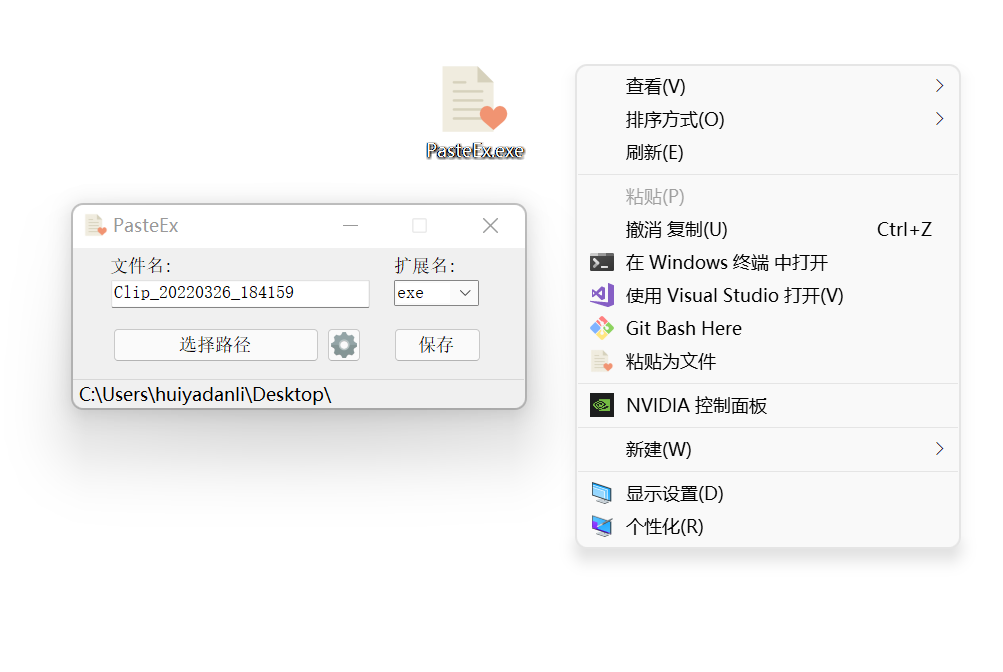 PasteEx.exe
PasteEx
文件名:
扩展名:
Clip_20220326_184159
exe
选择路径
保存
C:\Users\huiyadanli\Desktop\
查看(V)
排序方式(O)
刷新(E)
粘贴(P)
撤消 复制(U) Ctrl+Z
在 Windows 终端 中打开
使用 Visual Studio 打开(V)
Git Bash Here
粘贴为文件
NVIDIA 控制面板
新建(W)
显示设置(D)
个性化(R)